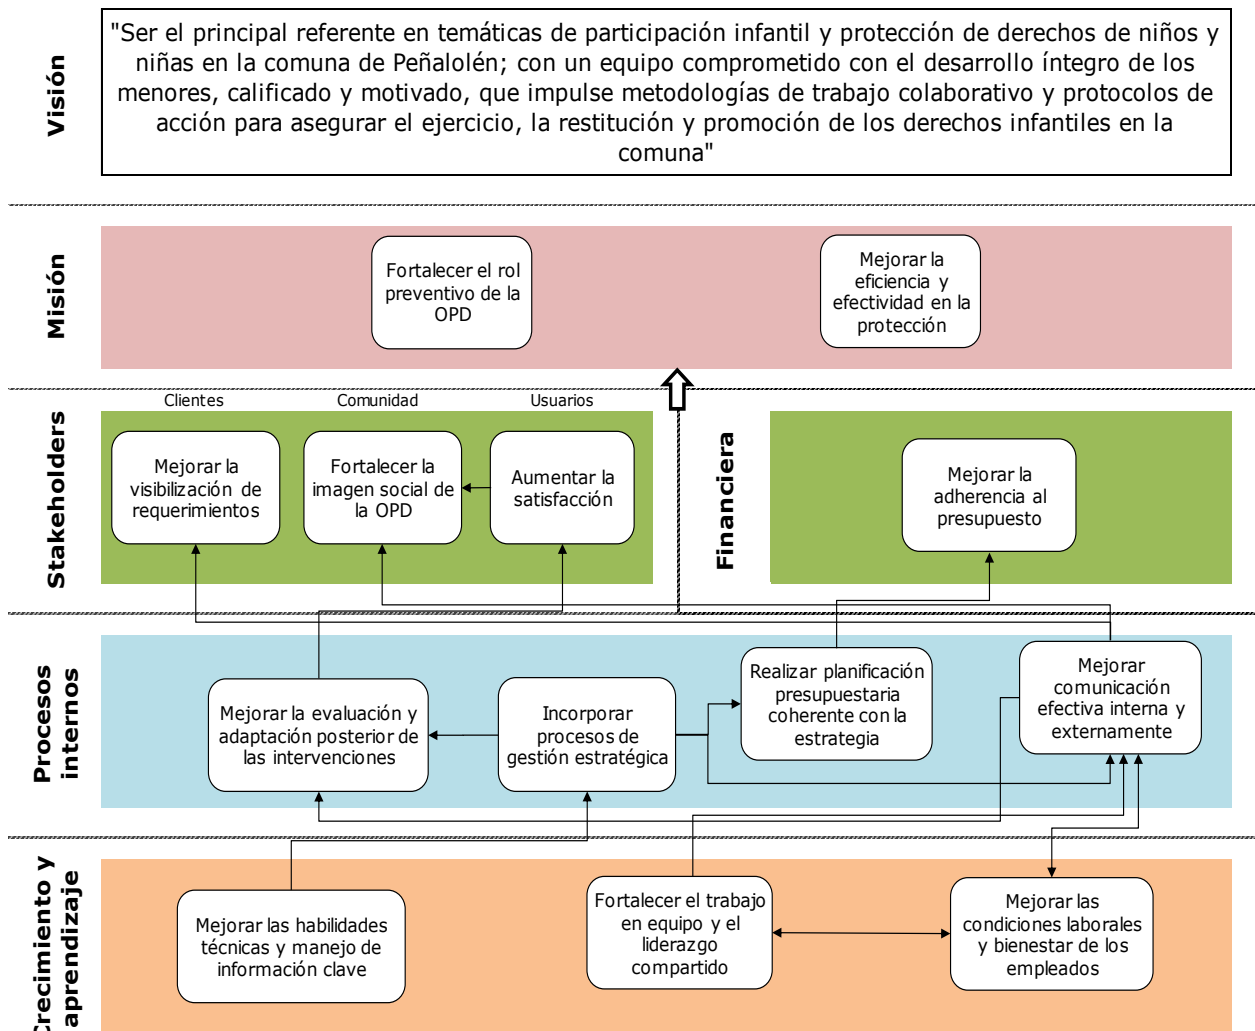 Visión
"Ser el principal referente en temáticas de participación infantil y protección de derechos de niños y
niñas en la comuna de Peñalolén; con un equipo comprometido con el desarrollo íntegro de los
menores, calificado y motivado, que impulse metodologías de trabajo colaborativo y protocolos de
acción para asegurar el ejercicio, la restitución y promoción de los derechos infantiles en la
comuna"
Misión
Fortalecer el rol
preventivo de la
OPD
Mejorar la
eficiencia y
efectividad en la
protección
Stakeholders
Clientes
Comunidad
Usuarios
Mejorar la
visibilización de
requerimientos
Fortalecer la
imagen social de
la OPD
Aumentar la
satisfacción
Financiera
Mejorar la
adherencia al
presupuesto
Procesos
internos
Mejorar la evaluación y
adaptación posterior de
las intervenciones
Incorporar
procesos de
gestión estratégica
Realizar planificación
presupuestaria
coherente con la
estrategia
Mejorar
comunicación
efectiva interna y
externamente
Crecimiento y
aprendizaje
Mejorar las habilidades
técnicas y manejo de
información clave
Fortalecer el trabajo
en equipo y el
liderazgo
compartido
Mejorar las
condiciones laborales
y bienestar de los
empleados